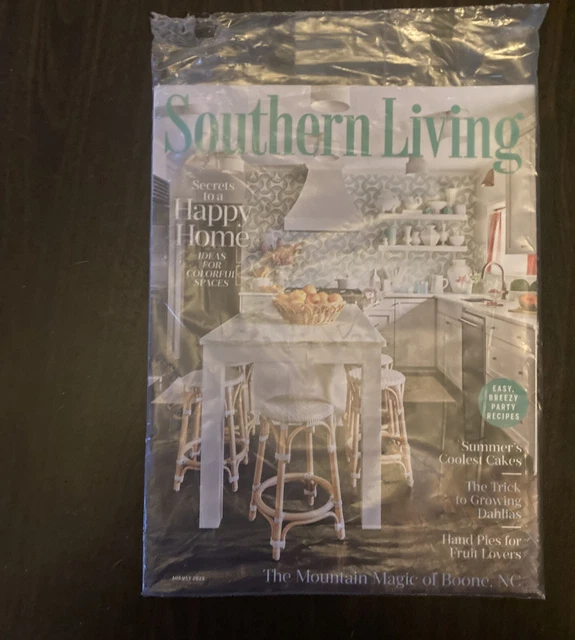 Southern Living
Secrets
to a
Happy
Home
IDEAS
FOR
COLORFUL
SPACES
EASY,
BREEZY
PARTY
RECIPES
Summer's
Coolest Cakes
The Trick
to Growing
Dahlias
Hand Pies for
Fruit Lovers
The Mountain Magic of Boone, NC